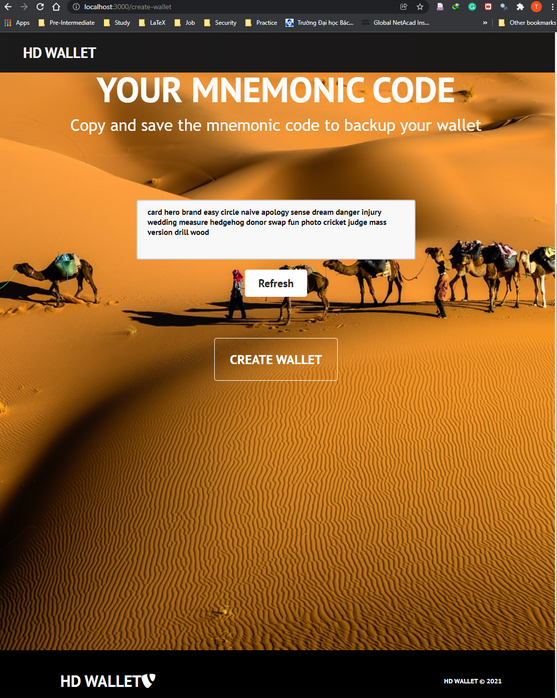 localhost:3000/create-wallet
Apps Pre-Intermediate Study LaTeX Job Security Practice Trường Đại học Bác... Global NetAcad Ins... » Other bookmarks
HD WALLET
YOUR MNEMONIC CODE
Copy and save the mnemonic code to backup your wallet
card hero brand easy circle naive apology sense dream danger injury
wedding measure hedgehog donor swap fun photo cricket judge mass
version drill wood
Refresh
CREATE WALLET
HD WALLET
HD WALLET © 2021